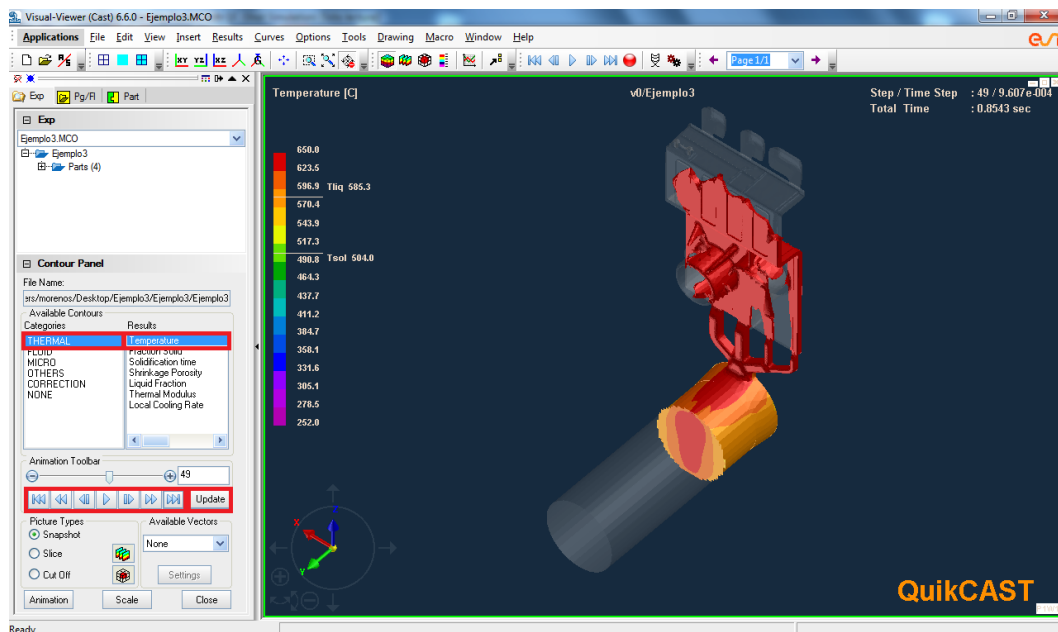 Visual-Viewer (Cast) 6.6.0 - Ejemplo3.MCO
Applications File Edit View Insert Results Curves Options Tools Drawing Macro Window Help
XY YZ XZ Page 1/1
Exp Pg/Fl Part
Exp
Ejemplo3.MCO
Ejemplo3
Parts (4)
Contour Panel
File Name:
ers/morenos/Desktop/Ejemplo3/Ejemplo3/Ejemplo3
Available Contours
Categories Results
THERMAL Temperature
FLUID Fraction Solid
MICRO Solidification time
OTHERS Shrinkage Porosity
CORRECTION Liquid Fraction
NONE Thermal Modulus
Local Cooling Rate
Animation Toolbar
49
Update
Picture Types Available Vectors
Snapshot
None
Slice
Cut Off Settings
Animation Scale Close
Ready
Temperature [C] v0/Ejemplo3 Step / Time Step : 49 / 9.607e-004
Total Time : 0.8543 sec
650.0
623.5
596.9 Tliq 585.3
570.4
543.9
517.3
490.8 Tsol 504.0
464.3
437.7
411.2
384.7
358.1
331.6
305.1
278.5
252.0
X Z
Y
QuikCAST